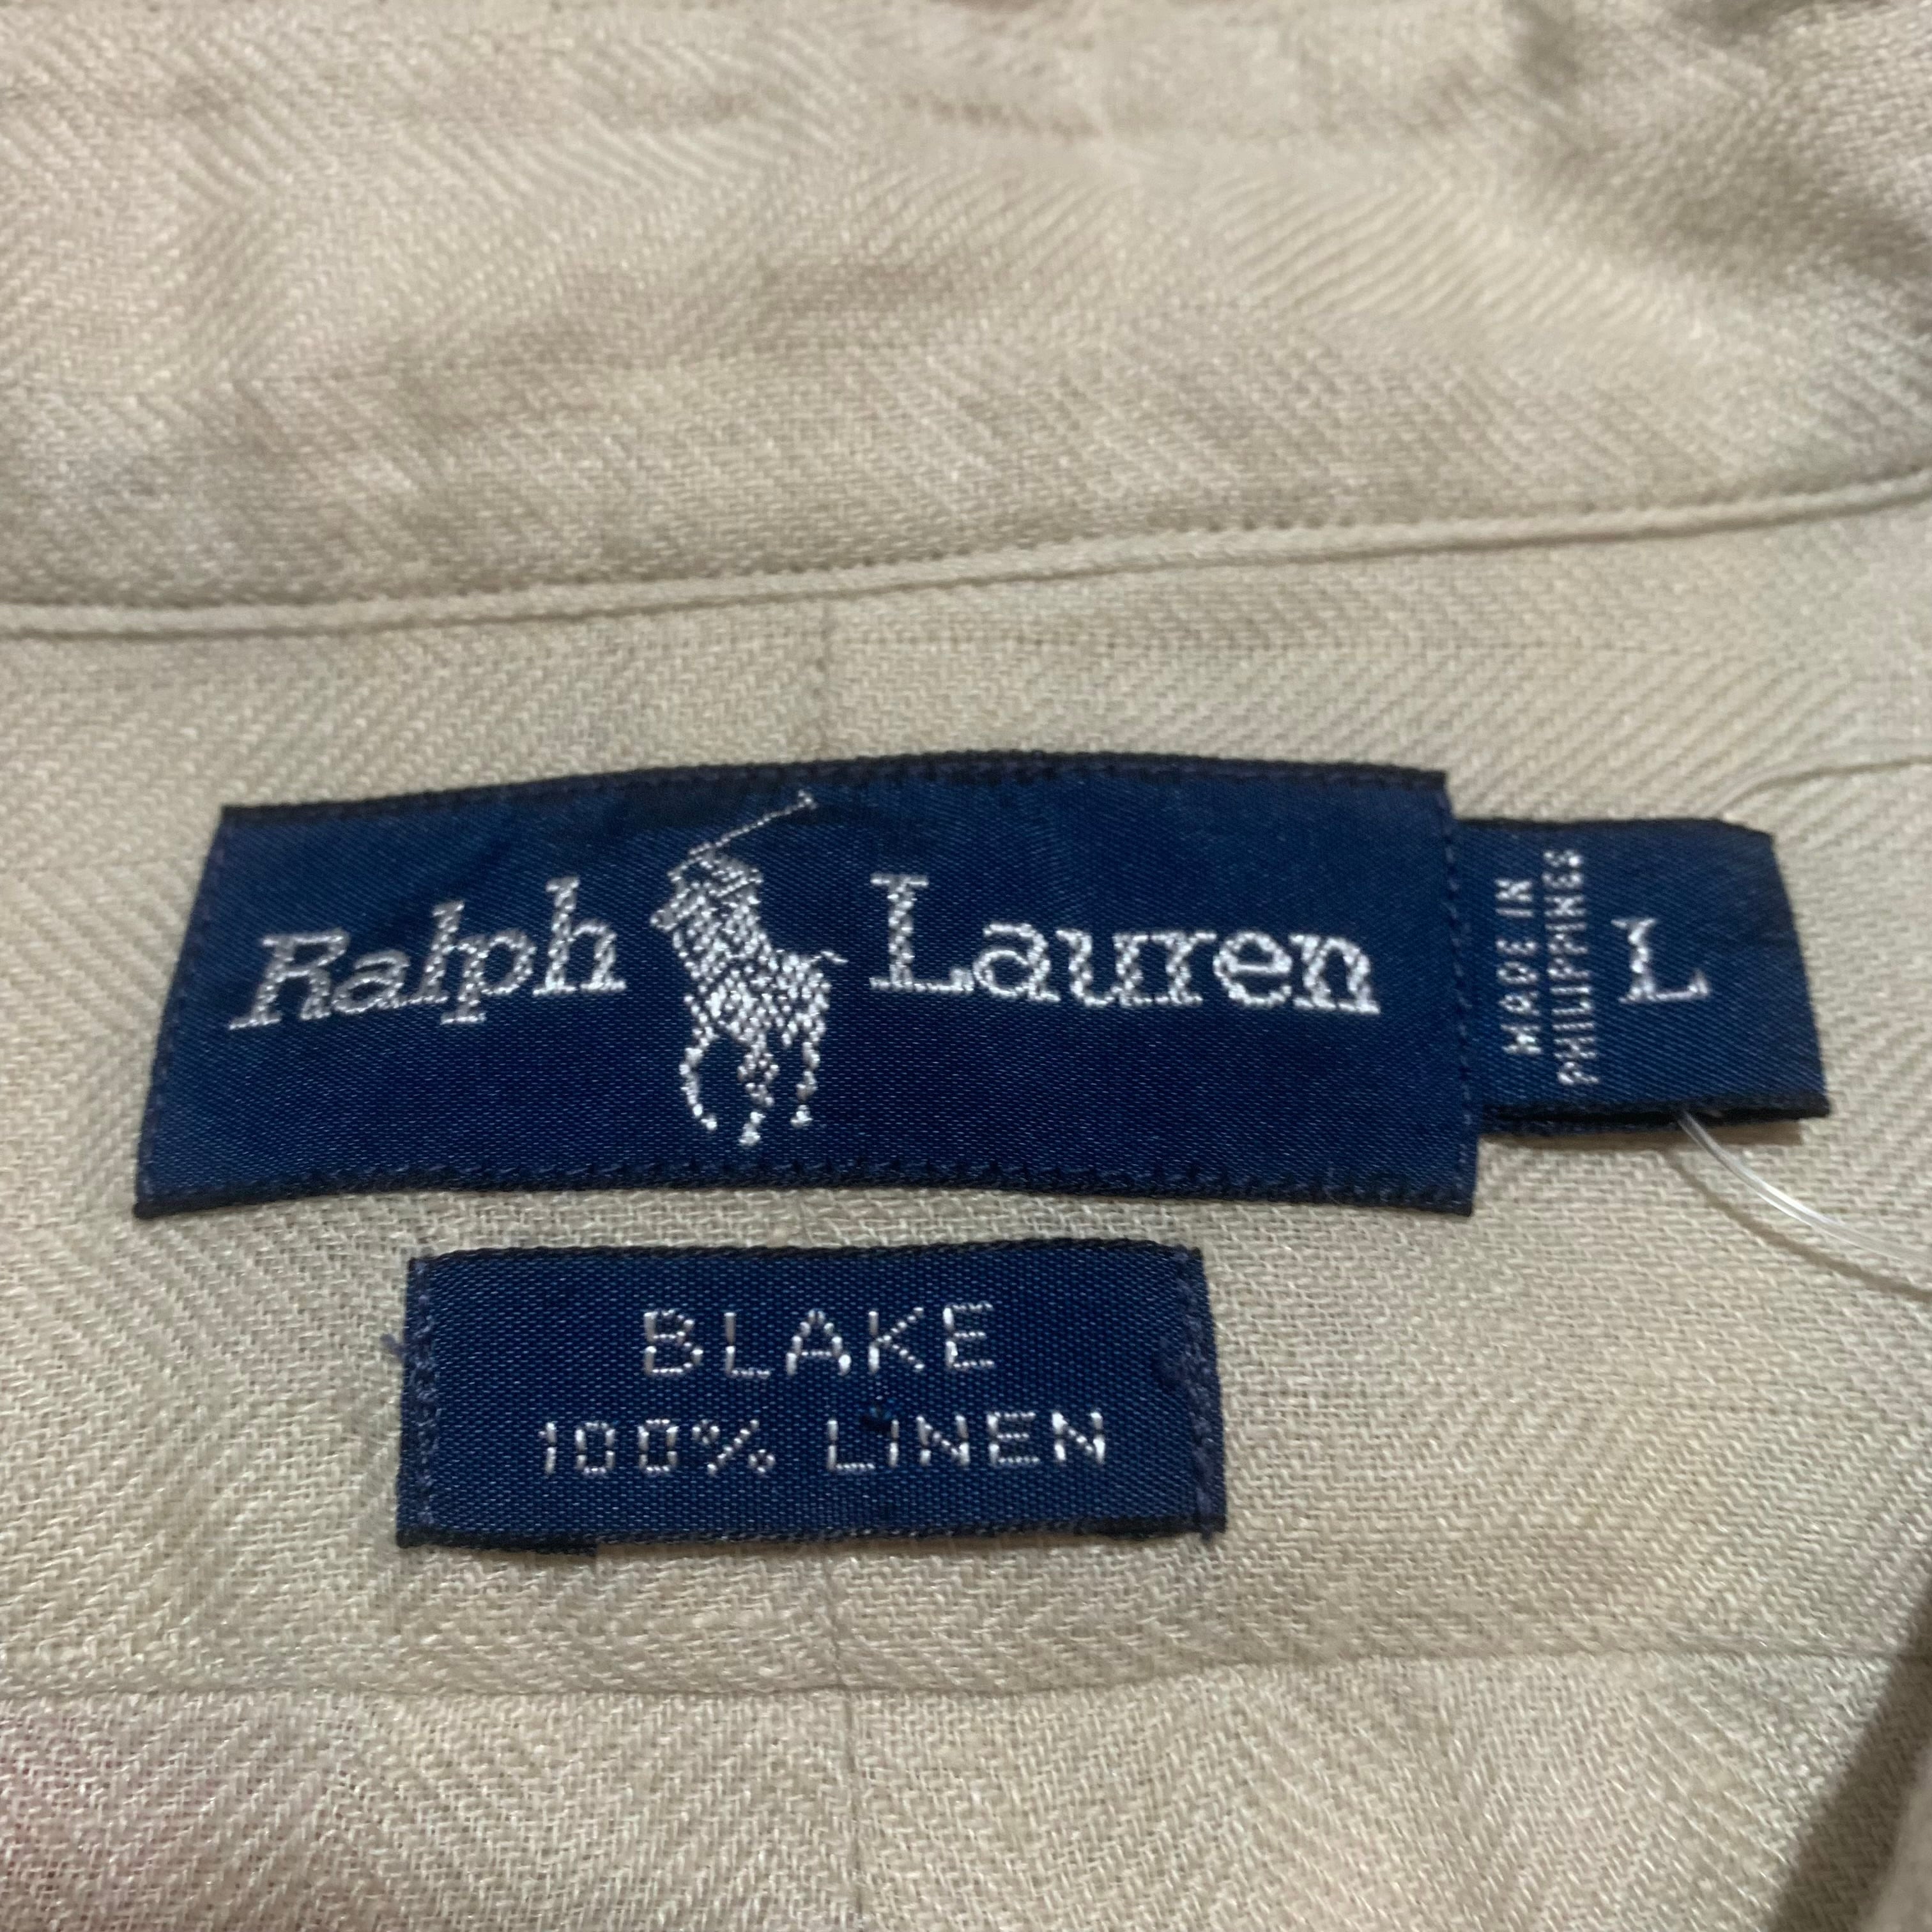 Ralph Lauren
MADE IN
PHILIPPINES
L
BLAKE
100% LINEN